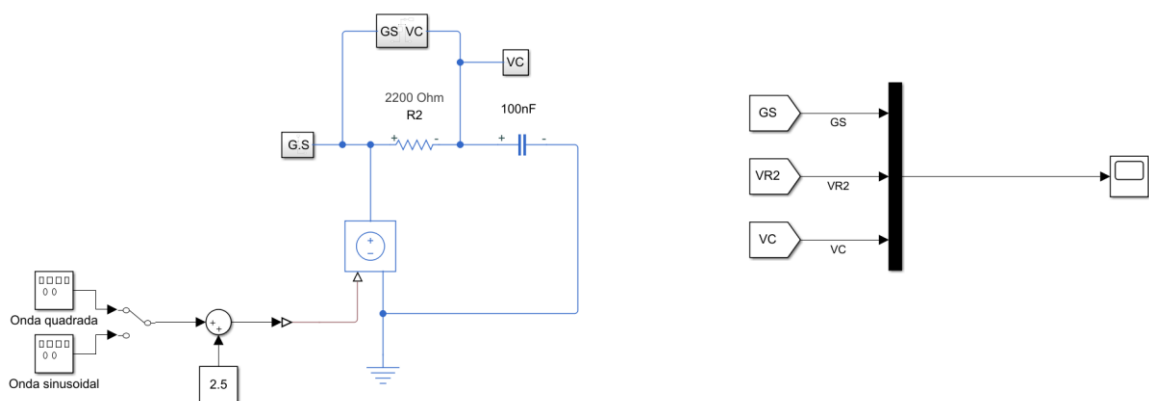 GS VC
VC
2200 Ohm
R2
100nF
+ -
+ -
G.S
+
-
Onda quadrada
+
+
Onda sinusoidal
2.5
GS
GS
VR2
VR2
VC
VC